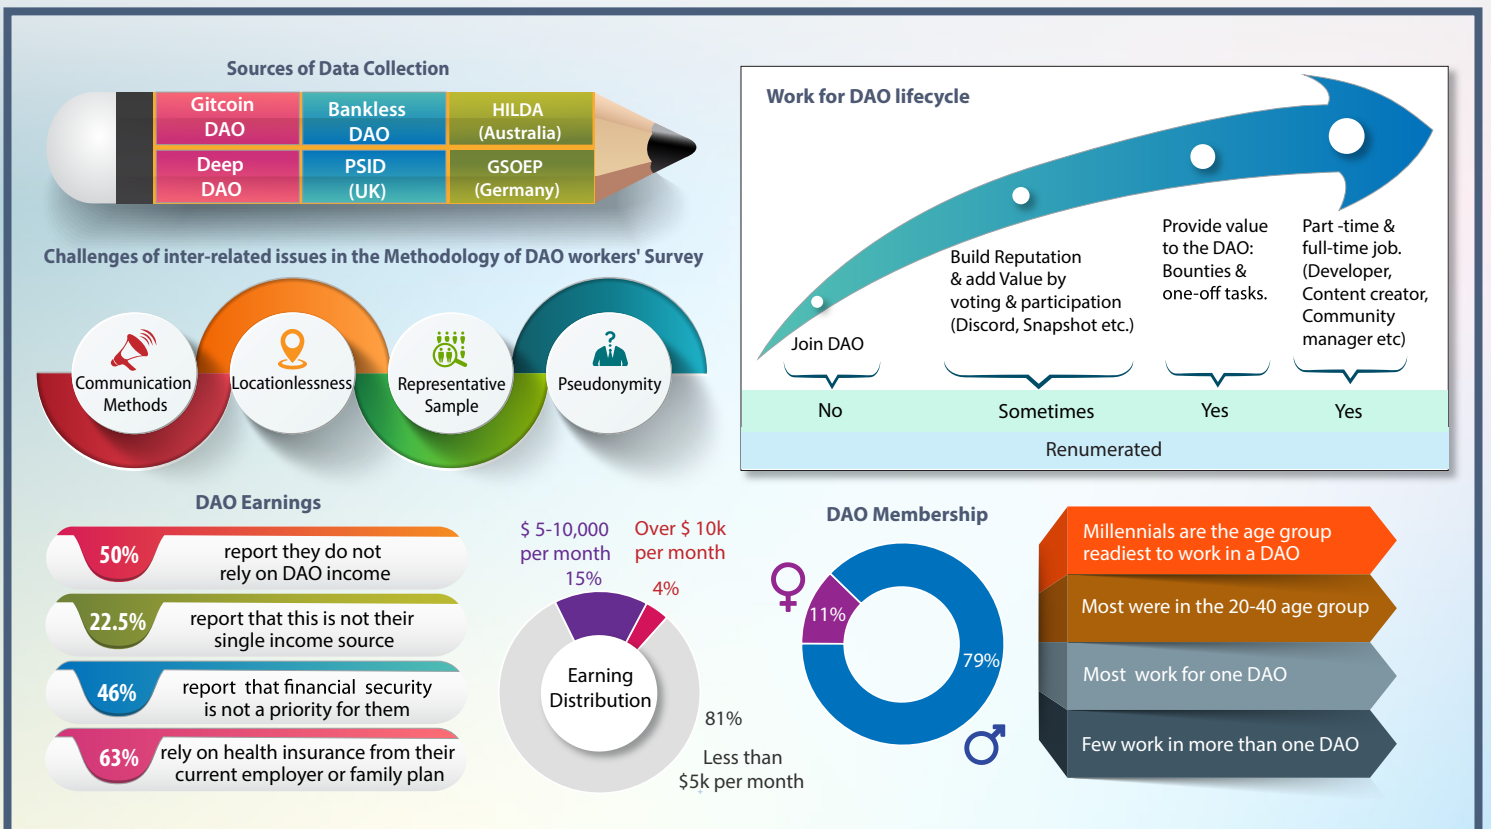 Sources of Data Collection
Gitcoin
DAO
Bankless
DAO
HILDA
(Australia)
Deep
DAO
PSID
(UK)
GSOEP
(Germany)
Challenges of inter-related issues in the Methodology of DAO workers' Survey
Communication
Methods
Locationlessness
Representative
Sample
Pseudonymity
Work for DAO lifecycle
Join DAO
Build Reputation
& add Value by
voting & participation
(Discord, Snapshot etc.)
Provide value
to the DAO:
Bounties &
one-off tasks.
Part -time &
full-time job.
(Developer,
Content creator,
Community
manager etc)
No
Sometimes
Yes
Yes
Renumerated
DAO Earnings
50%
report they do not
rely on DAO income
22.5%
report that this is not their
single income source
46%
report that financial security
is not a priority for them
63%
rely on health insurance from their
current employer or family plan
$ 5-10,000
per month
15%
Over $ 10k
per month
4%
Earning
Distribution
81%
Less than
$5k per month
DAO Membership
11%
79%
Millennials are the age group
readiest to work in a DAO
Most were in the 20-40 age group
Most work for one DAO
Few work in more than one DAO